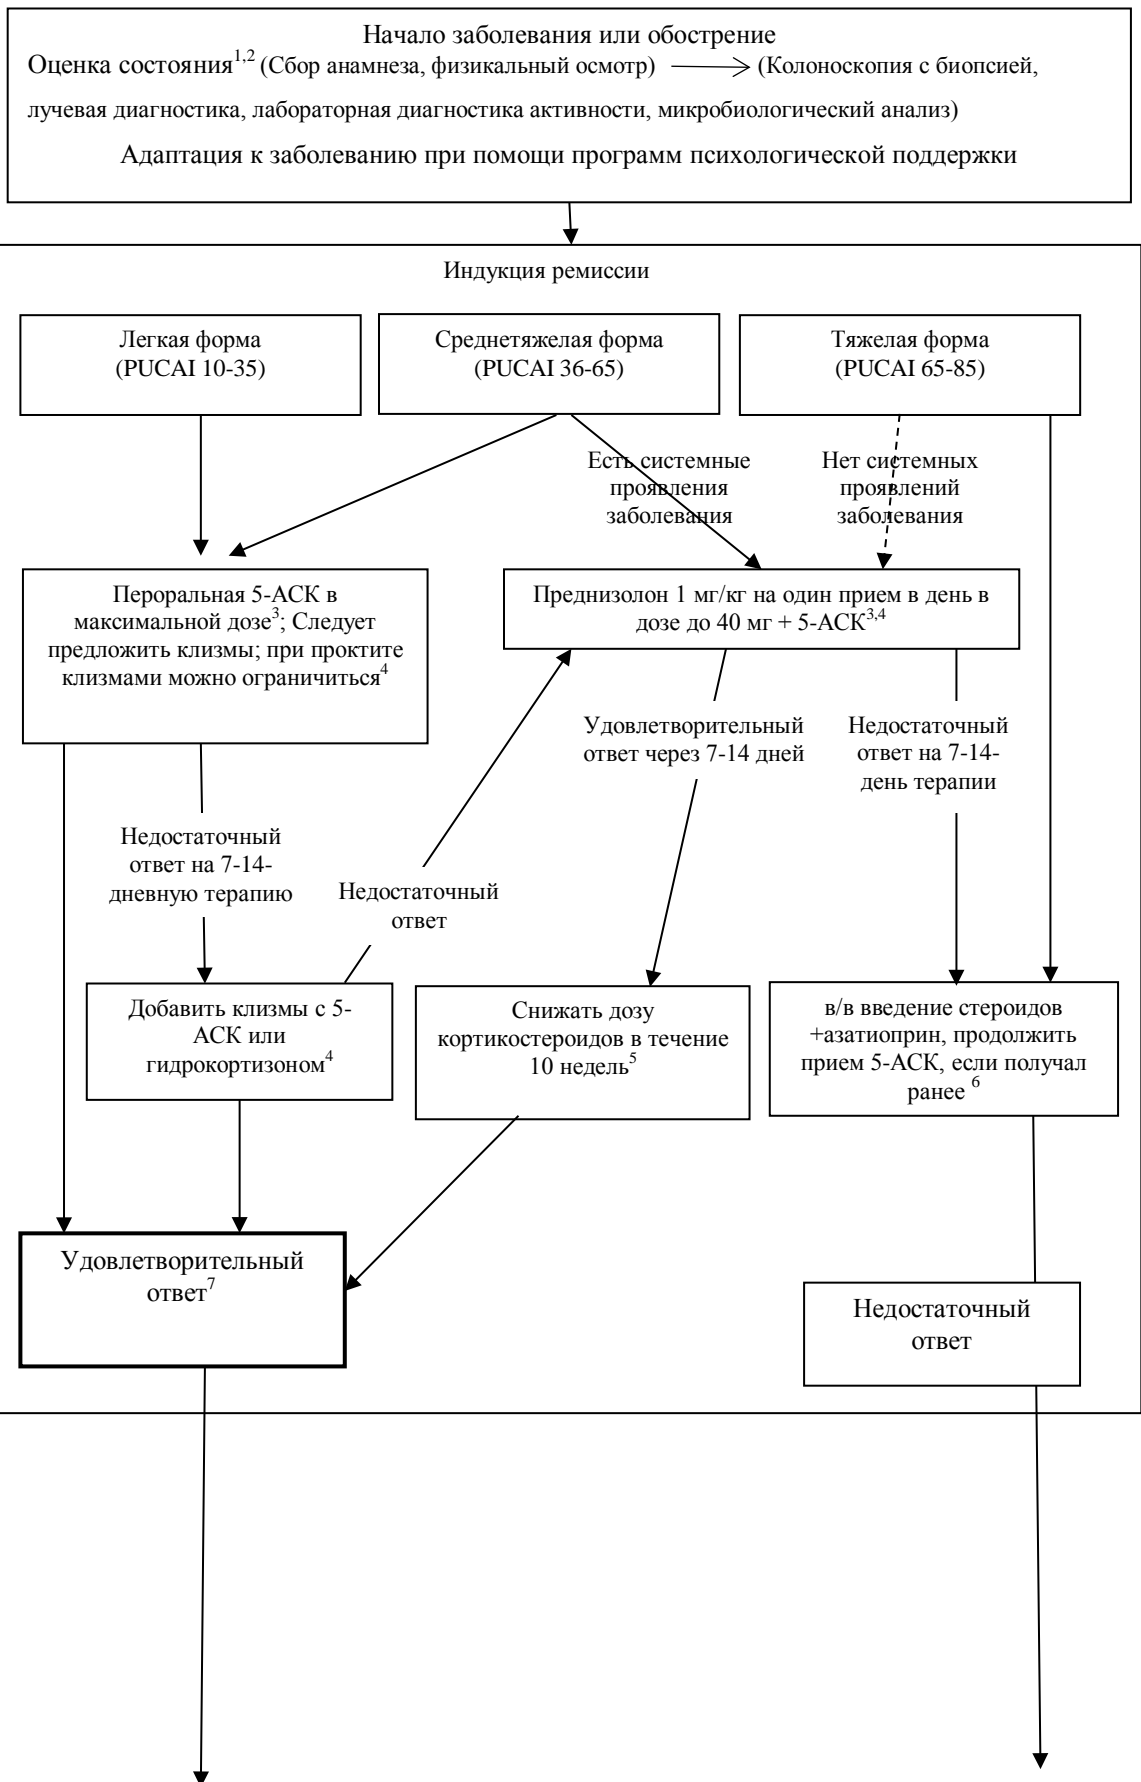 Начало заболевания или обострение
Оценка состояния1,2 (Сбор анамнеза, физикальный осмотр) (Колоноскопия с биопсией,
лучевая диагностика, лабораторная диагностика активности, микробиологический анализ)
Адаптация к заболеванию при помощи программ психологической поддержки
Индукция ремиссии
Легкая форма
(PUCAI 10-35)
Среднетяжелая форма
(PUCAI 36-65)
Тяжелая форма
(PUCAI 65-85)
Есть системные
проявления
заболевания
Нет системных
проявлений
заболевания
Пероральная 5-АСК в
максимальной дозе3; Следует
предложить клизмы; при проктите
клизмами можно ограничиться4
Преднизолон 1 мг/кг на один прием в день в
дозе до 40 мг + 5-АСК3,4
Удовлетворительный
ответ через 7-14 дней
Недостаточный
ответ на 7-14-
день терапии
Недостаточный
ответ на 7-14-
дневную терапию
Недостаточный
ответ
Добавить клизмы с 5-
АСК или
гидрокортизоном4
Снижать дозу
кортикостероидов в течение
10 недель5
в/в введение стероидов
+азатиоприн, продолжить
прием 5-АСК, если получал
ранее 6
Удовлетворительный
ответ7
Недостаточный
ответ